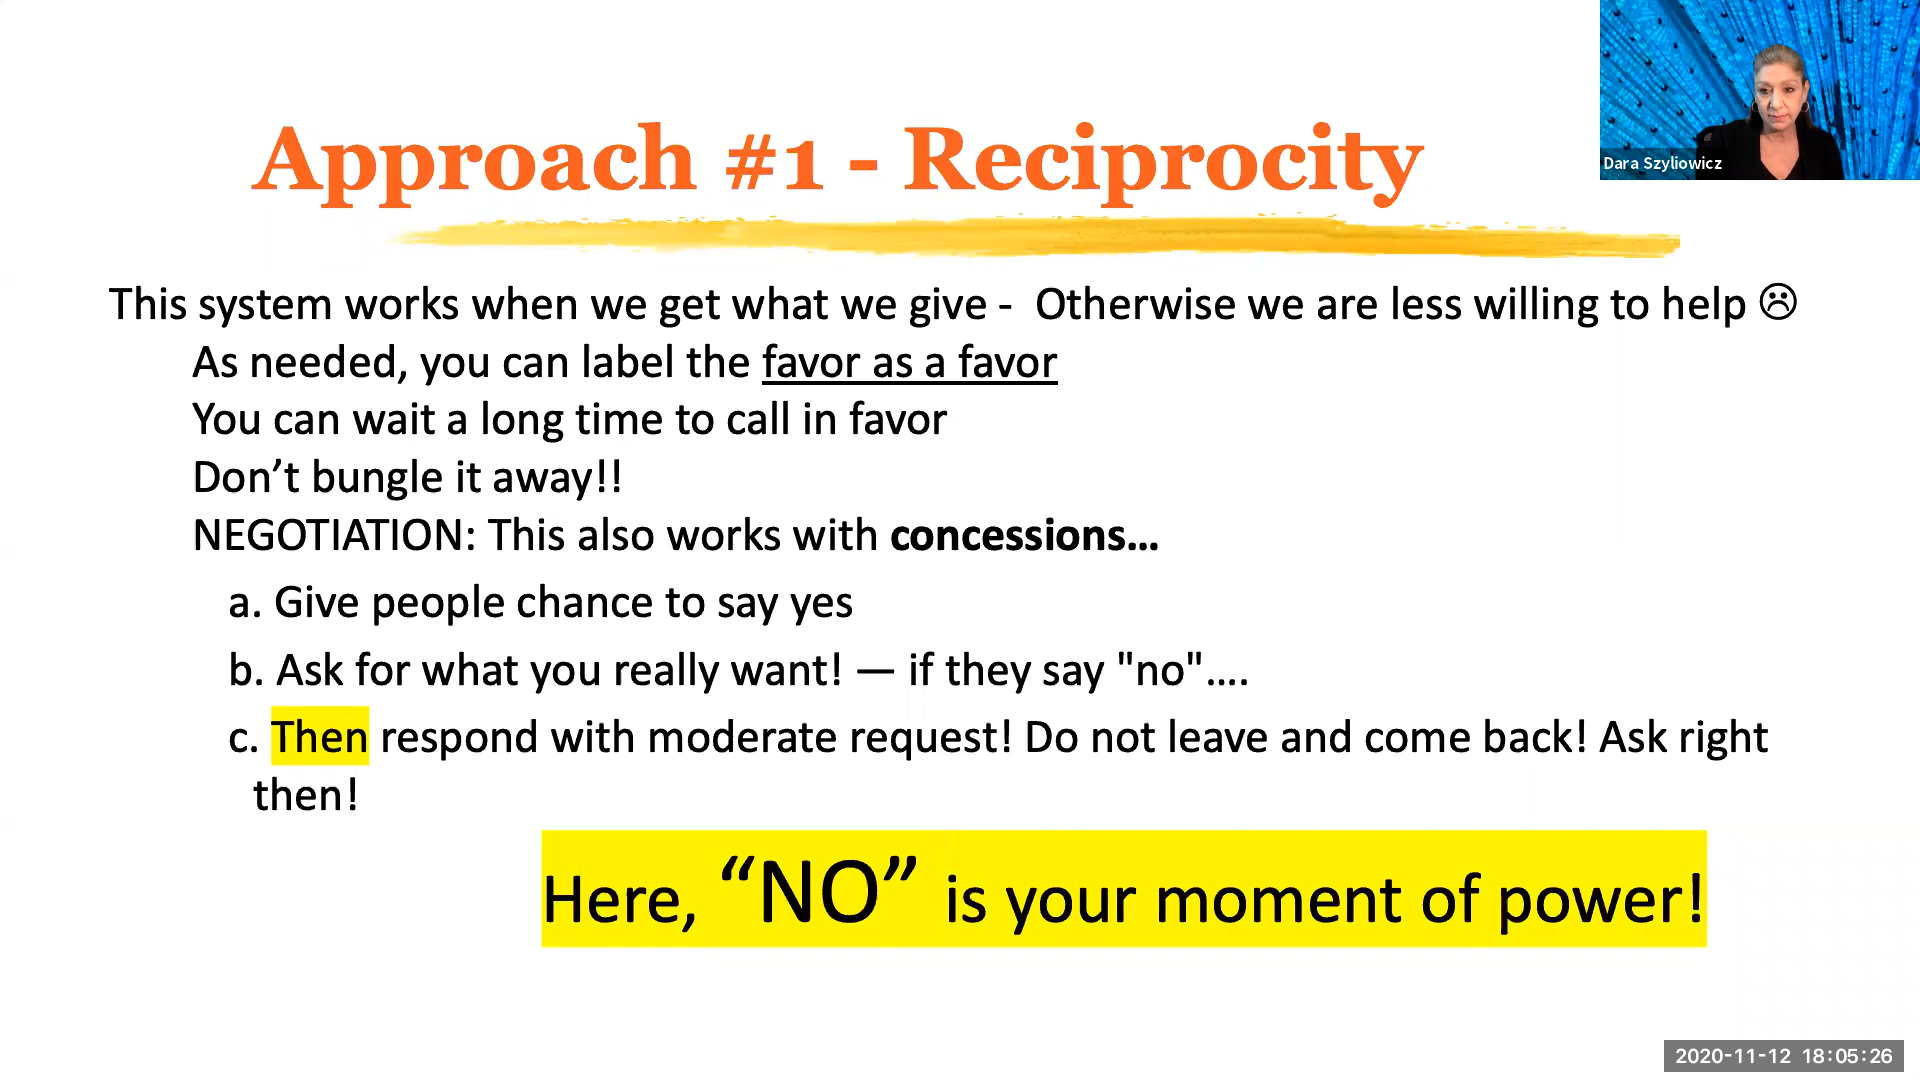 Approach #1 - Reciprocity
Dara Szyliowicz
This system works when we get what we give -  Otherwise we are less willing to help ☹
As needed, you can label the favor as a favor
You can wait a long time to call in favor
Don’t bungle it away!!
NEGOTIATION: This also works with concessions…
a. Give people chance to say yes
b. Ask for what you really want! — if they say "no"….
c. Then respond with moderate request! Do not leave and come back! Ask right
then!
Here, “NO” is your moment of power!
2020-11-12 18:05:26